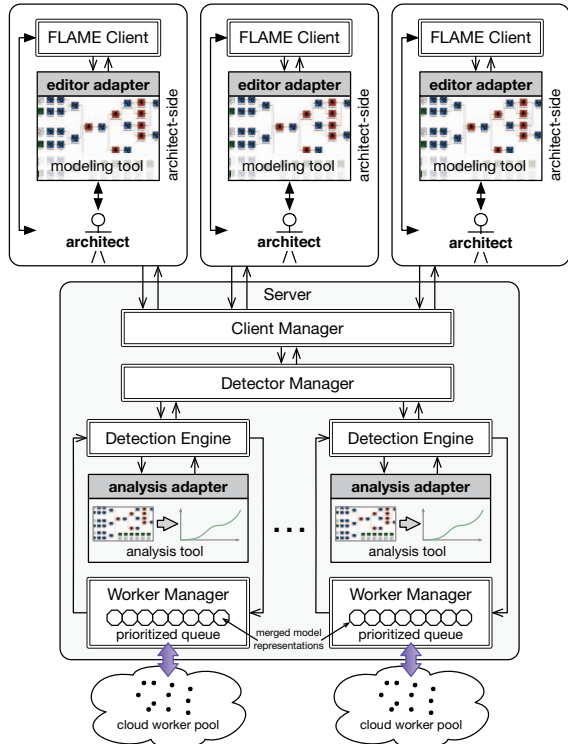 FLAME Client
editor adapter
modeling tool
architect-side
architect
FLAME Client
editor adapter
modeling tool
architect-side
architect
FLAME Client
editor adapter
modeling tool
architect-side
architect
Server
Client Manager
Detector Manager
Detection Engine
analysis adapter
analysis tool
Worker Manager
prioritized queue
cloud worker pool
...
merged model
representations
Detection Engine
analysis adapter
analysis tool
Worker Manager
prioritized queue
cloud worker pool